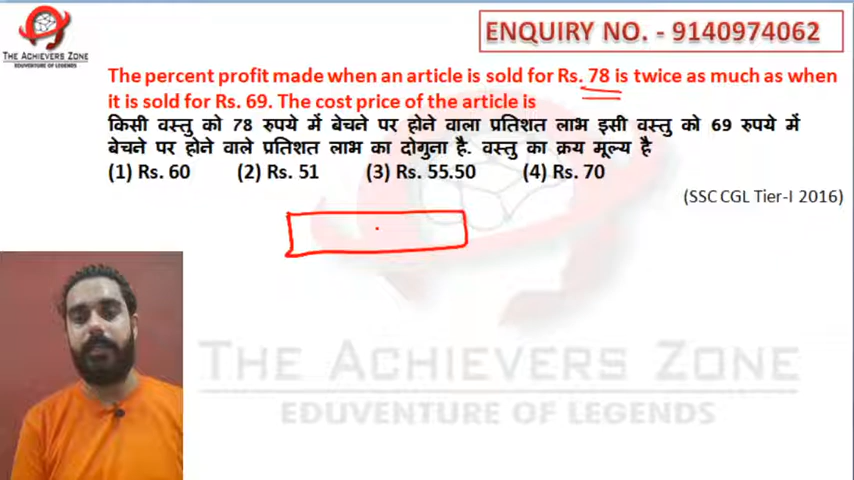 THE ACHIEVERS ZONE
EDUVENTURE OF LEGENDS
ENQUIRY NO. - 9140974062
The percent profit made when an article is sold for Rs. 78 is twice as much as when
it is sold for Rs. 69. The cost price of the article is
किसी वस्तु को 78 रुपये में बेचने पर होने वाला प्रतिशत लाभ इसी वस्तु को 69 रुपये में
बेचने पर होने वाले प्रतिशत लाभ का दोगुना है. वस्तु का क्रय मूल्य है
(1) Rs. 60 (2) Rs. 51 (3) Rs. 55.50 (4) Rs. 70
(SSC CGL Tier-I 2016)
THE ACHIEVERS ZONE
EDUVENTURE OF LEGENDS